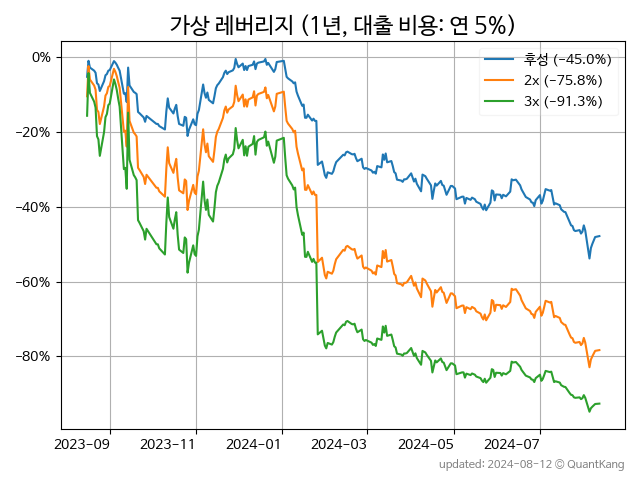 가상 레버리지 (1년, 대출 비용: 연 5%)
후성 (−45.0%)
2x (−75.8%)
3x (−91.3%)
0%
−20%
−40%
−60%
−80%
2023-09 2023-11 2024-01 2024-03 2024-05 2024-07
updated: 2024-08-12 © QuantKang